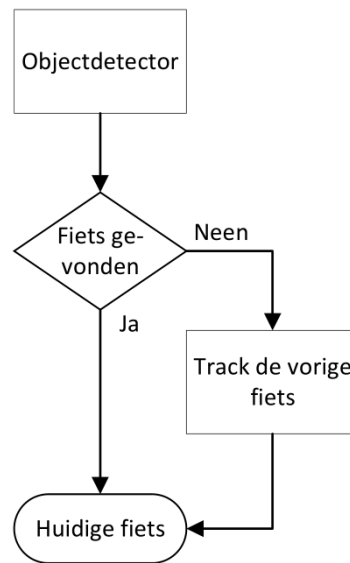 Objectdetector
Fiets ge-
vonden
Neen
Ja
Track de vorige
fiets
Huidige fiets